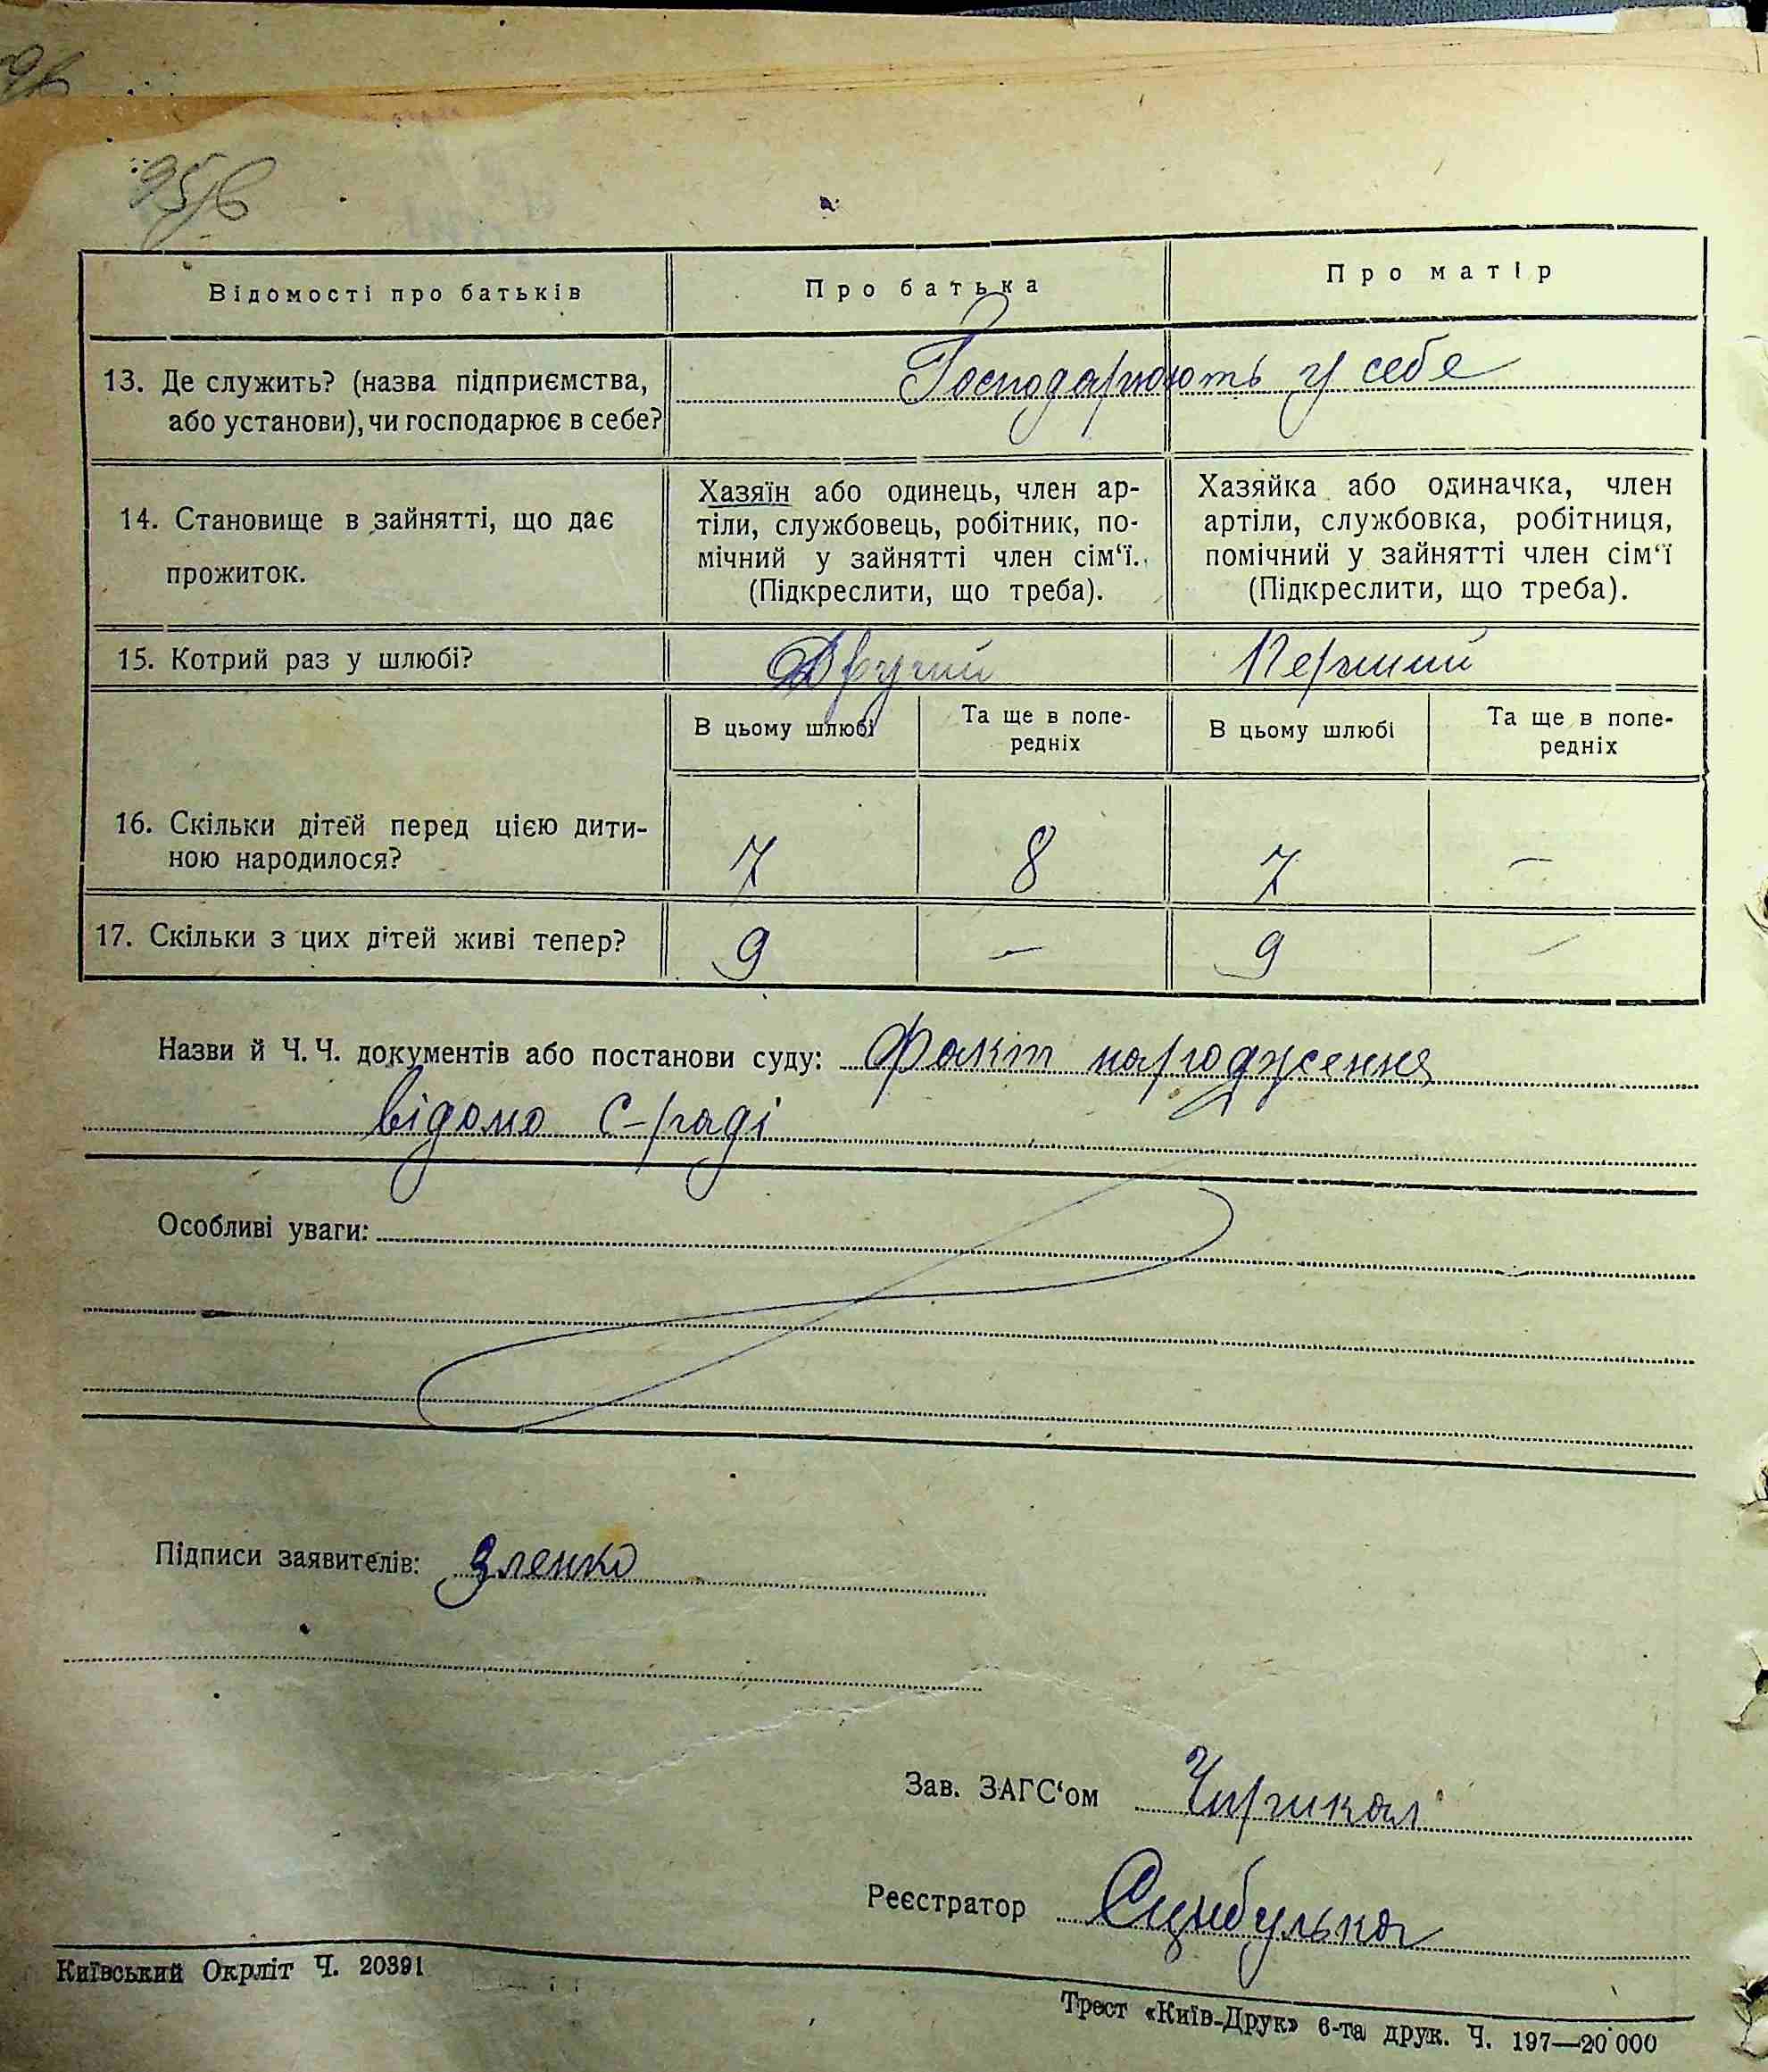 95/6
Відомості про батьків
Про батька
Про матір
13. Де служить? (назва підприємства,
або установи), чи господарює в себе?
Господарюють у себе
14. Становище в зайнятті, що дає
прожиток.
Хазяїн або одинець, член ар-
тіли, службовець, робітник, по-
мічний у зайнятті член сім‘ї.
(Підкреслити, що треба).
Хазяйка або одиначка, член
артіли, службовка, робітниця,
помічний у зайнятті член сім‘ї
(Підкреслити, що треба).
15. Котрий раз у шлюбі?
Другий
Перший
В цьому шлюбі
Та ще в попе-
редніх
В цьому шлюбі
Та ще в попе-
редніх
16. Скільки дітей перед цією дити-
ною народилося?
7
8
7
—
17. Скільки з цих дітей живі тепер?
9
—
9
—
Назви й Ч. Ч. документів або постанови суду: Факт народження
відомо С-раді
Особливі уваги:
Підписи заявителів: Зленко
Зав. ЗАГС‘ом
Реєстратор
Київський Окрліт Ч. 20391
Трест «Київ-Друк» 6-та друк. Ч. 197—20 000